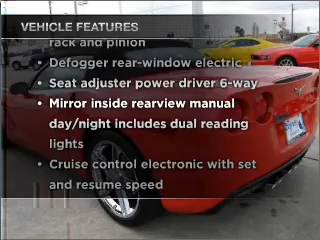 VEHICLE FEATURES
rack and pinion
• Defogger rear-window electric
• Seat adjuster power driver 6-way
• Mirror inside rearview manual
day/night includes dual reading
lights
• Cruise control electronic with set
and resume speed